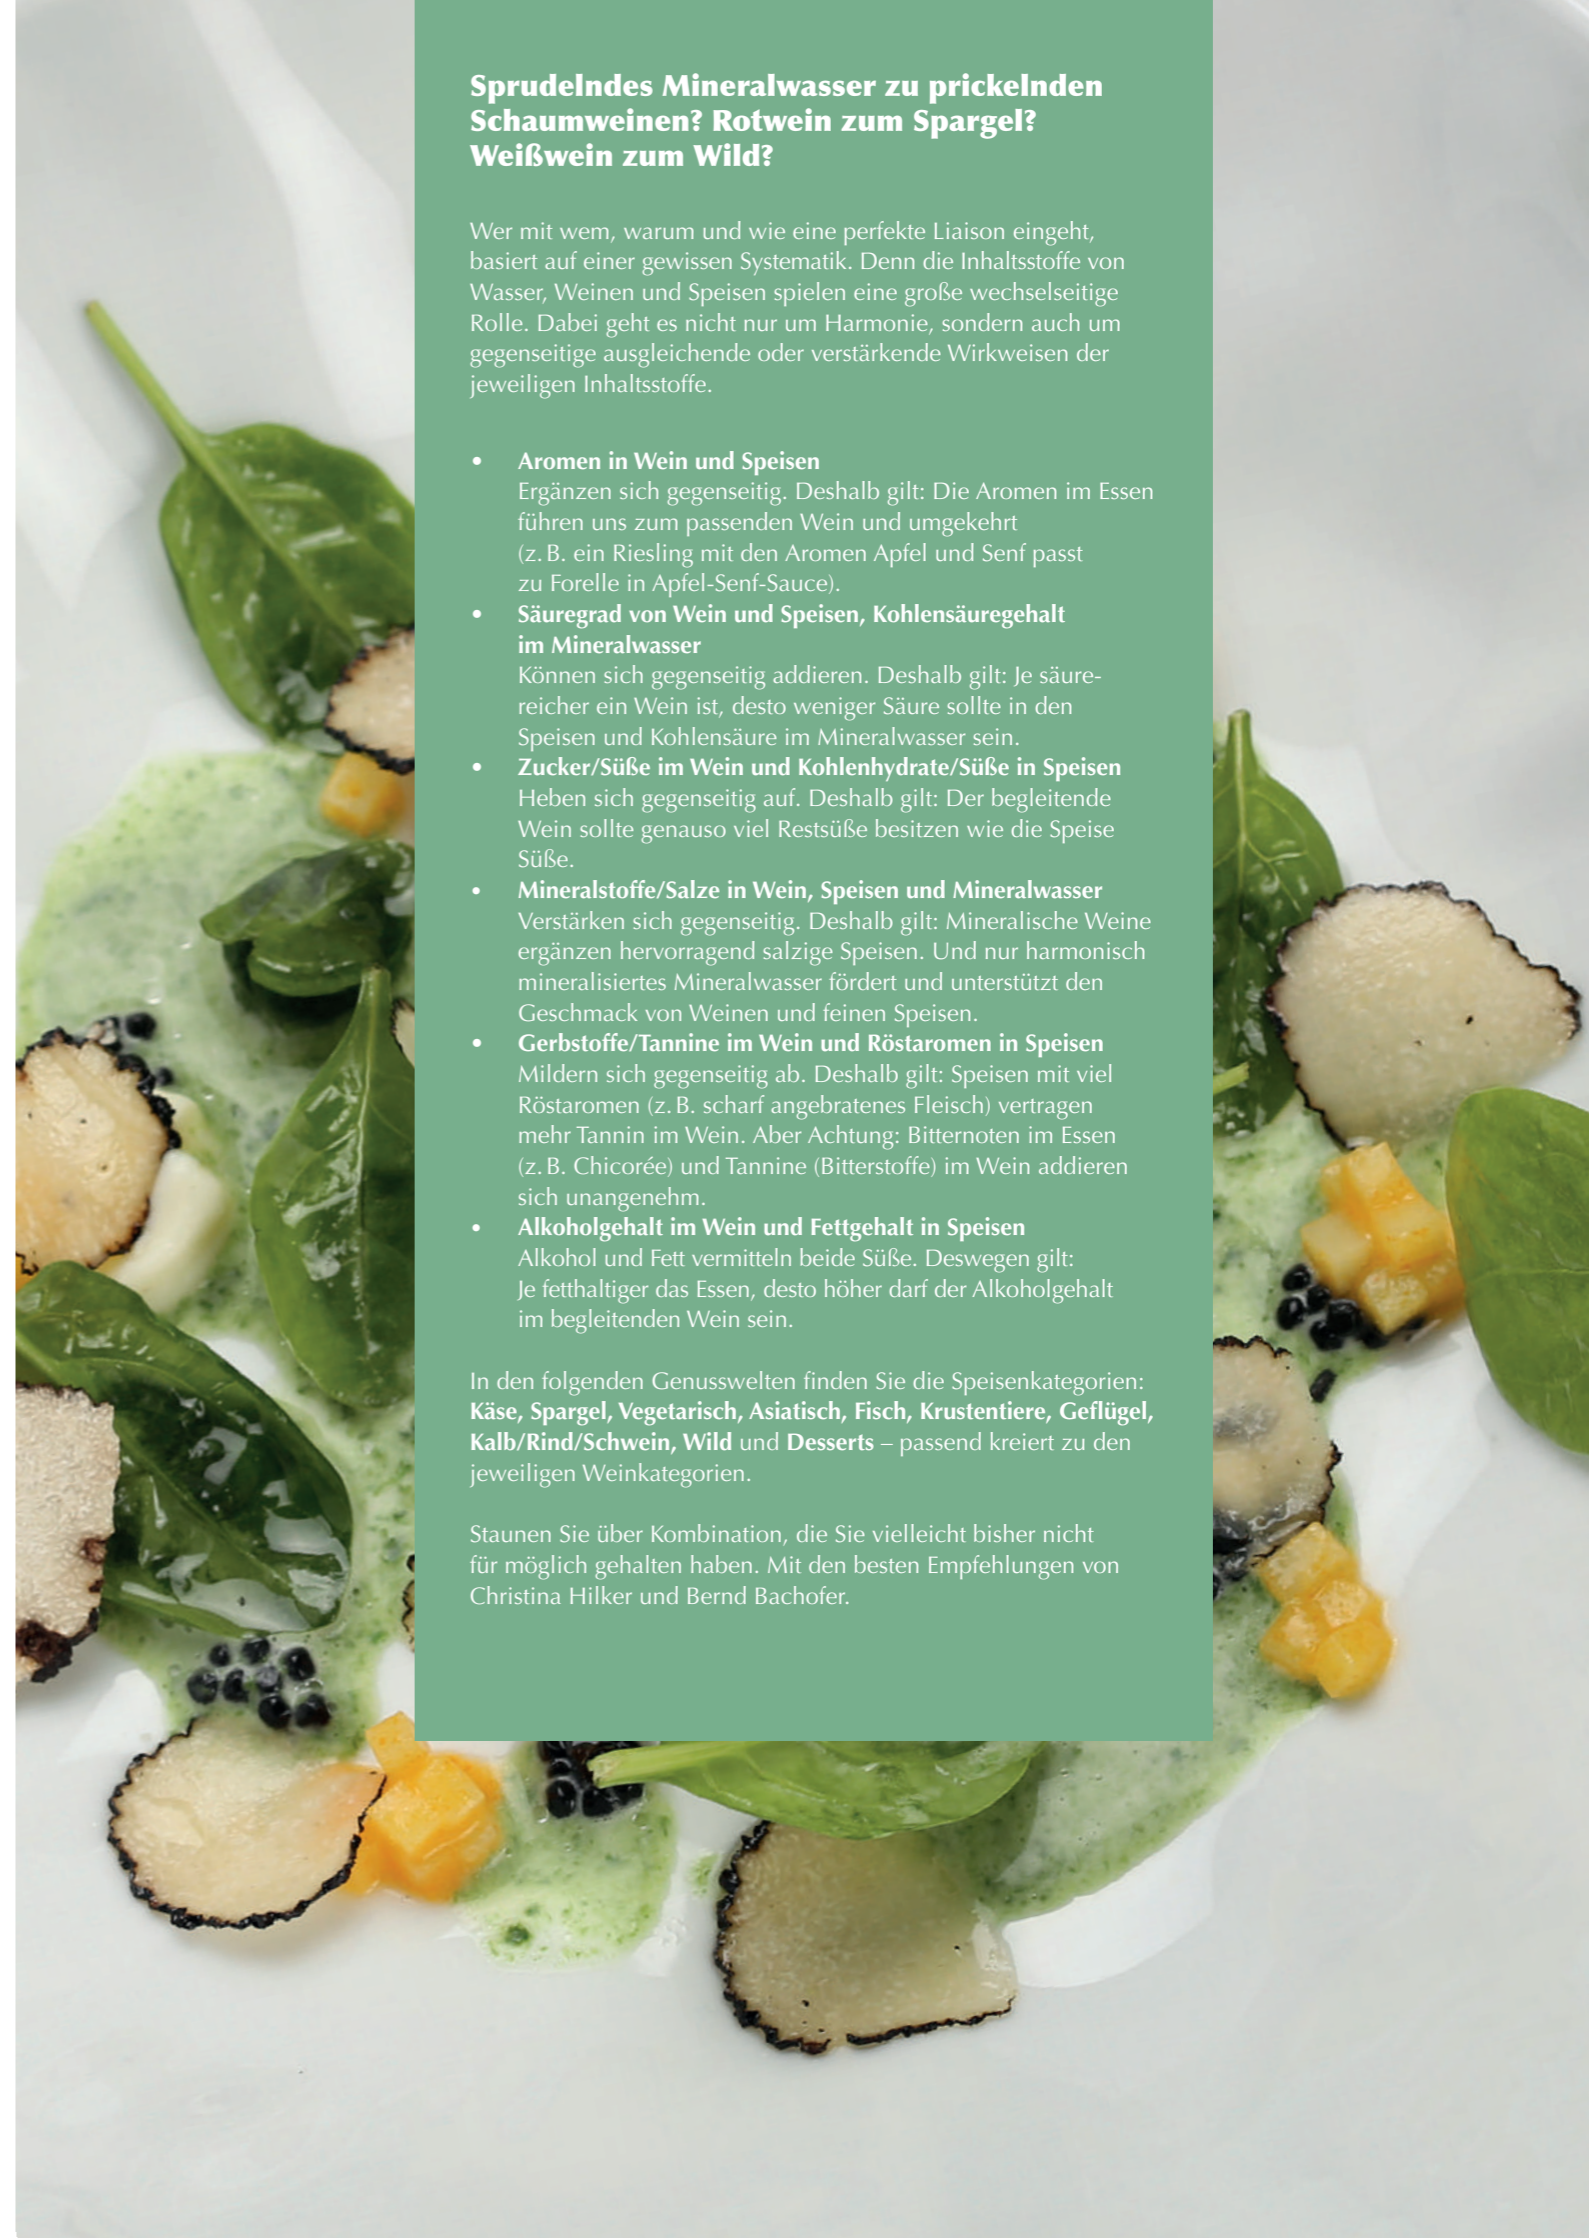 Sprudelndes Mineralwasser zu prickelnden
Schaumweinen? Rotwein zum Spargel?
Weißwein zum Wild?
Wer mit wem, warum und wie eine perfekte Liaison eingeht,
basiert auf einer gewissen Systematik. Denn die Inhaltsstoffe von
Wasser, Weinen und Speisen spielen eine große wechselseitige
Rolle. Dabei geht es nicht nur um Harmonie, sondern auch um
gegenseitige ausgleichende oder verstärkende Wirkweisen der
jeweiligen Inhaltsstoffe.
• Aromen in Wein und Speisen
Ergänzen sich gegenseitig. Deshalb gilt: Die Aromen im Essen
führen uns zum passenden Wein und umgekehrt
(z. B. ein Riesling mit den Aromen Apfel und Senf passt
zu Forelle in Apfel-Senf-Sauce).
• Säuregrad von Wein und Speisen, Kohlensäuregehalt
im Mineralwasser
Können sich gegenseitig addieren. Deshalb gilt: Je säure-
reicher ein Wein ist, desto weniger Säure sollte in den
Speisen und Kohlensäure im Mineralwasser sein.
• Zucker/Süße im Wein und Kohlenhydrate/Süße in Speisen
Heben sich gegenseitig auf. Deshalb gilt: Der begleitende
Wein sollte genauso viel Restsüße besitzen wie die Speise
Süße.
• Mineralstoffe/Salze in Wein, Speisen und Mineralwasser
Verstärken sich gegenseitig. Deshalb gilt: Mineralische Weine
ergänzen hervorragend salzige Speisen. Und nur harmonisch
mineralisiertes Mineralwasser fördert und unterstützt den
Geschmack von Weinen und feinen Speisen.
• Gerbstoffe/Tannine im Wein und Röstaromen in Speisen
Mildern sich gegenseitig ab. Deshalb gilt: Speisen mit viel
Röstaromen (z. B. scharf angebratenes Fleisch) vertragen
mehr Tannin im Wein. Aber Achtung: Bitternoten im Essen
(z. B. Chicorée) und Tannine (Bitterstoffe) im Wein addieren
sich unangenehm.
• Alkoholgehalt im Wein und Fettgehalt in Speisen
Alkohol und Fett vermitteln beide Süße. Deswegen gilt:
Je fetthaltiger das Essen, desto höher darf der Alkoholgehalt
im begleitenden Wein sein.
In den folgenden Genusswelten finden Sie die Speisenkategorien:
Käse, Spargel, Vegetarisch, Asiatisch, Fisch, Krustentiere, Geflügel,
Kalb/Rind/Schwein, Wild und Desserts – passend kreiert zu den
jeweiligen Weinkategorien.
Staunen Sie über Kombination, die Sie vielleicht bisher nicht
für möglich gehalten haben. Mit den besten Empfehlungen von
Christina Hilker und Bernd Bachofer.